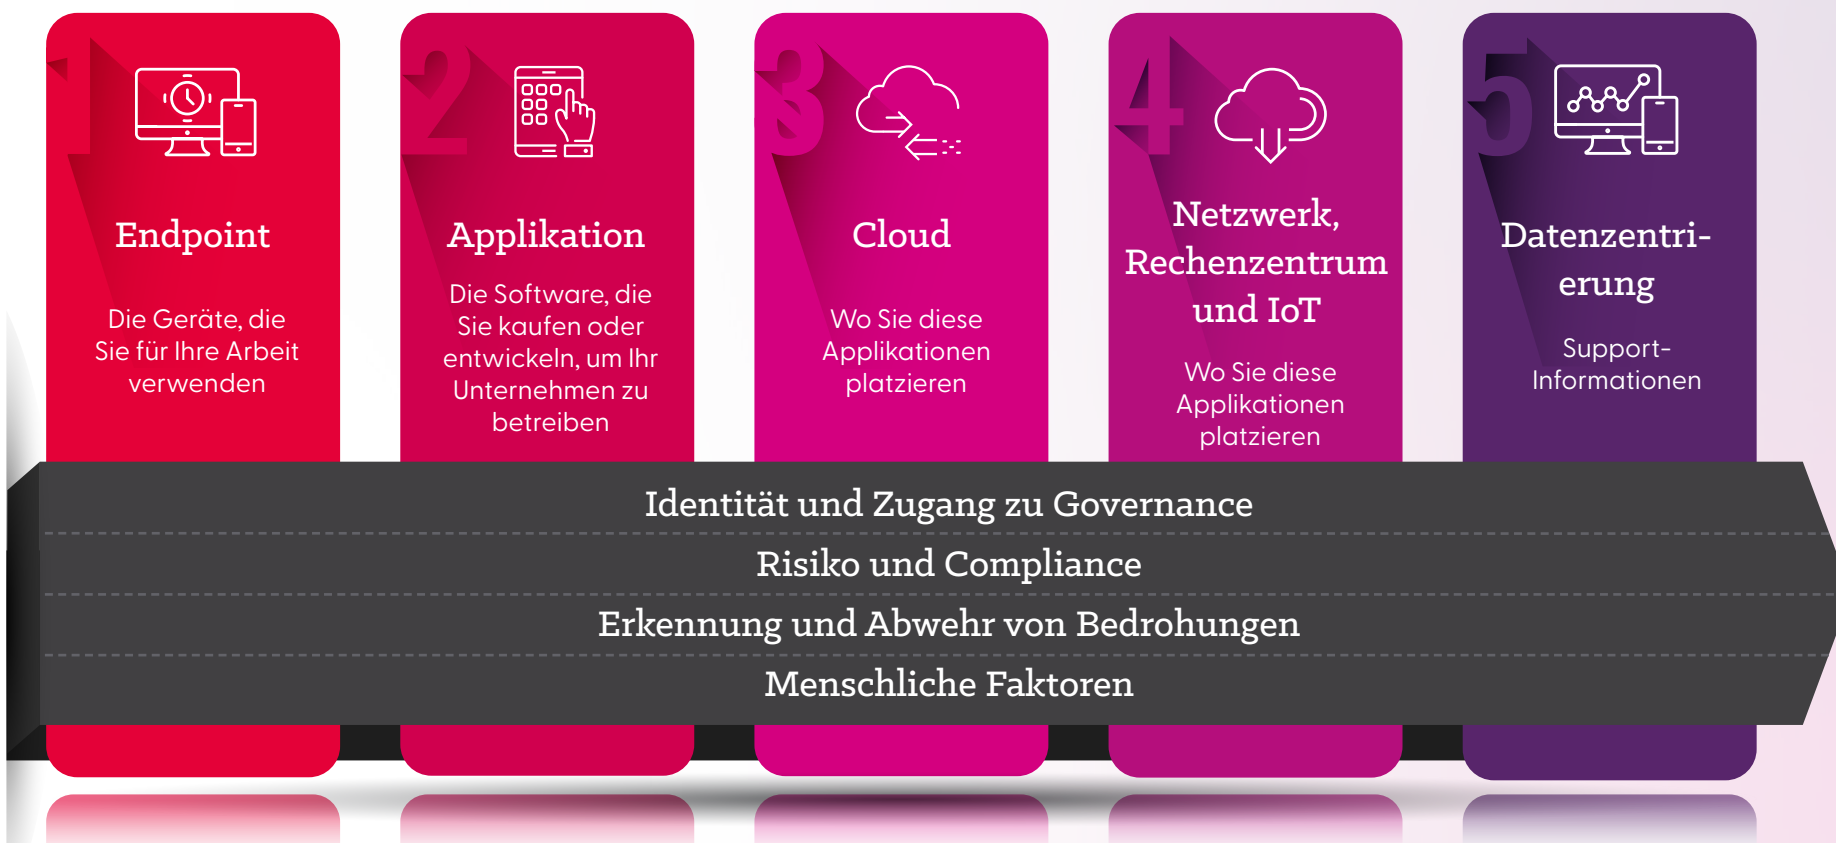 1
Endpoint
Die Geräte, die
Sie für Ihre Arbeit
verwenden
2
Applikation
Die Software, die
Sie kaufen oder
entwickeln, um Ihr
Unternehmen zu
betreiben
3
Cloud
Wo Sie diese
Applikationen
platzieren
4
Netzwerk,
Rechenzentrum
und IoT
Wo Sie diese
Applikationen
platzieren
5
Datenzentri-
erung
Support-
Informationen
Identität und Zugang zu Governance
Risiko und Compliance
Erkennung und Abwehr von Bedrohungen
Menschliche Faktoren